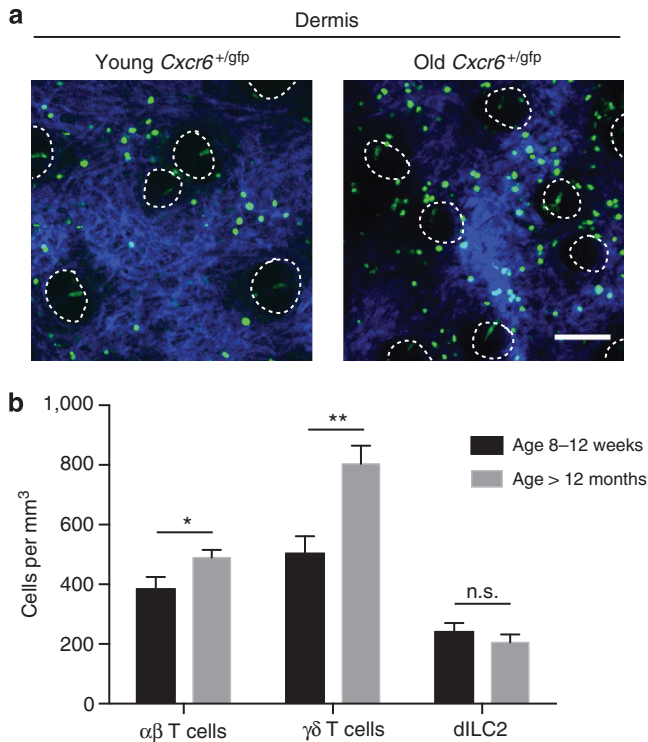 a
Dermis
Young Cxcr6+/gfp
Old Cxcr6+/gfp
b
1,000
800
600
400
200
0
Cells per mm3
*
**
n.s.
Age 8–12 weeks
Age > 12 months
αβ T cells
γδ T cells
dILC2